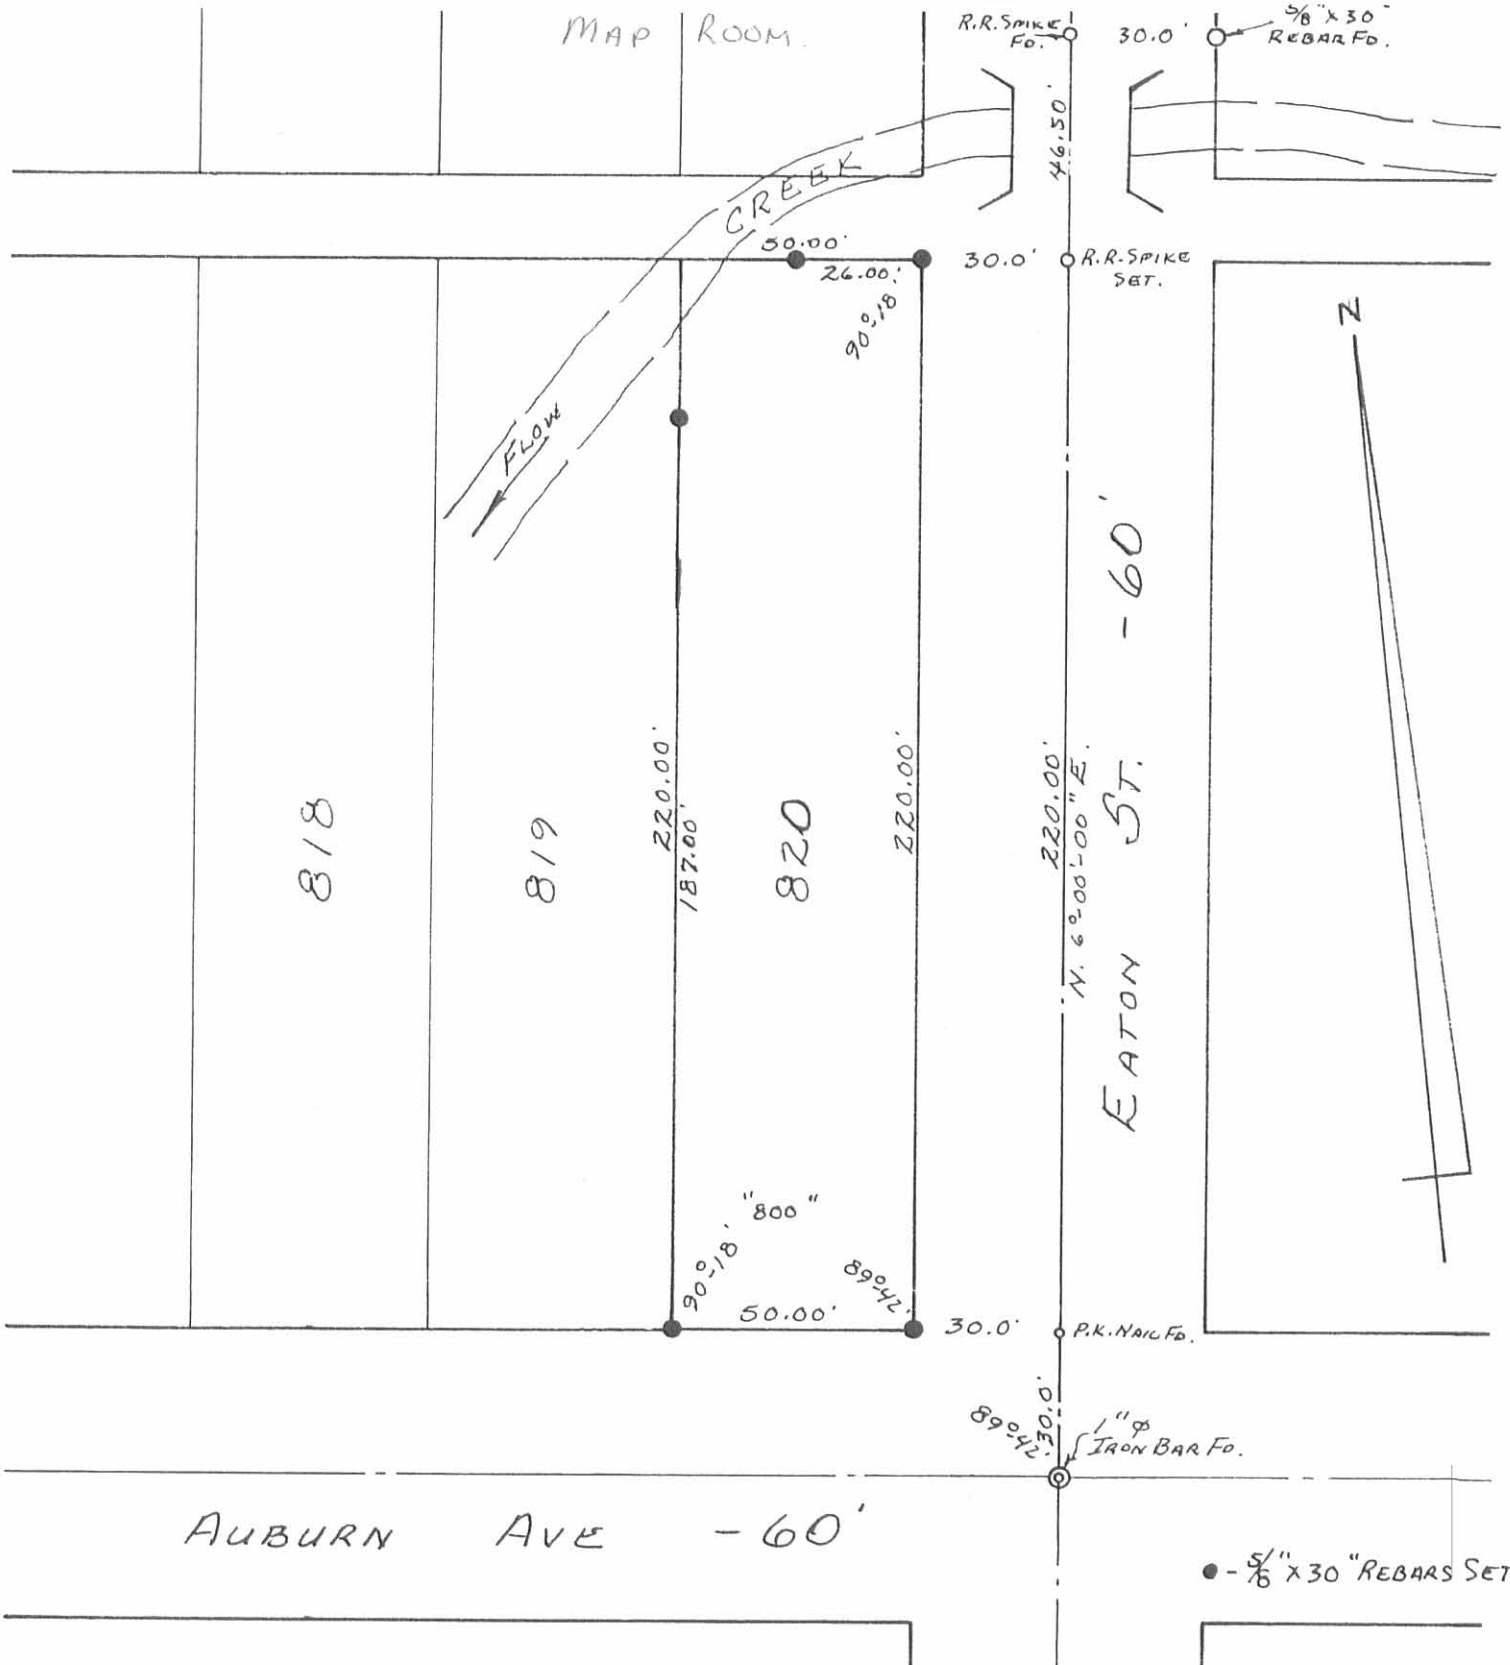 MAP ROOM.
R.R. SPIKE
FD.
30.0'
5/8" X 30"
REBAR FD.
46.50'
CREEK
50.00'
26.00'
90°-18'
30.0'
R.R. SPIKE
SET.
N
FLOW
EATON ST. - 60'
220.00'
187.00'
220.00'
220.00'
N. 6°-00'-00" E.
818
819
820
"800"
90°-18'
89°-42'
50.00'
30.0'
P.K. NAIL FD.
30.0'
89°-42'
1" φ
IRON BAR FD.
AUBURN AVE - 60'
- 5/8" X 30" REBARS SET